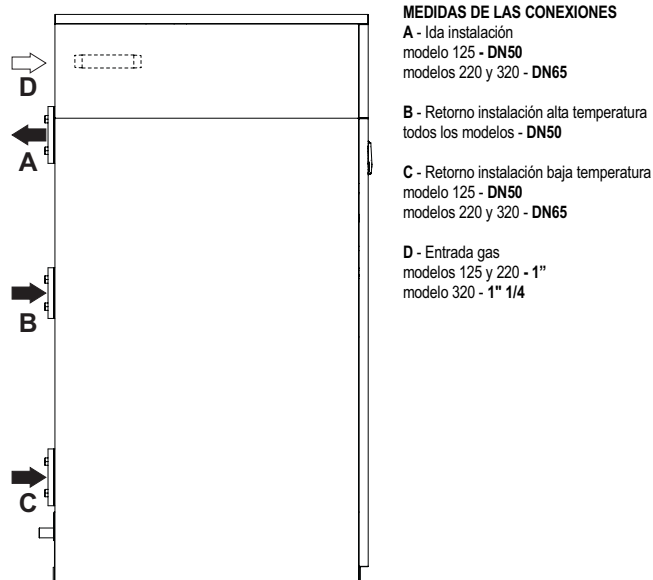 D
A
B
C
MEDIDAS DE LAS CONEXIONES
A - Ida instalación
modelo 125 - DN50
modelos 220 y 320 - DN65
B - Retorno instalación alta temperatura
todos los modelos - DN50
C - Retorno instalación baja temperatura
modelo 125 - DN50
modelos 220 y 320 - DN65
D - Entrada gas
modelos 125 y 220 - 1”
modelo 320 - 1" 1/4